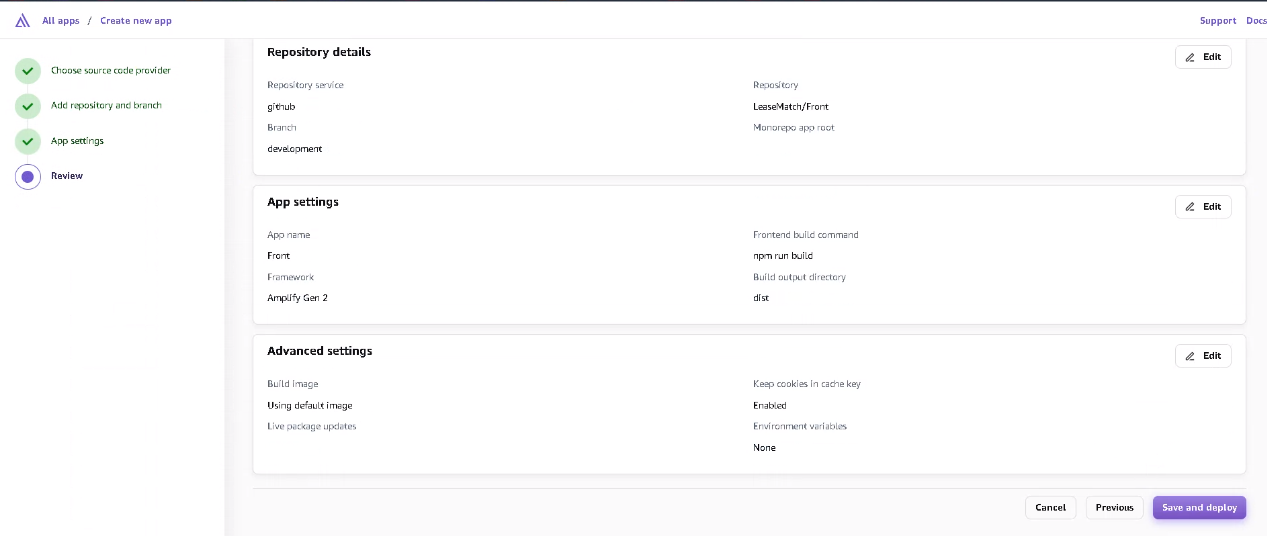 All apps / Create new app
Support Docs
Choose source code provider
Add repository and branch
App settings
Review
Repository details
Edit
Repository service
github
Repository
LeaseMatch/Front
Branch
development
Monorepo app root
App settings
Edit
App name
Front
Frontend build command
npm run build
Framework
Amplify Gen 2
Build output directory
dist
Advanced settings
Edit
Build image
Using default image
Keep cookies in cache key
Enabled
Live package updates
Environment variables
None
Cancel Previous Save and deploy